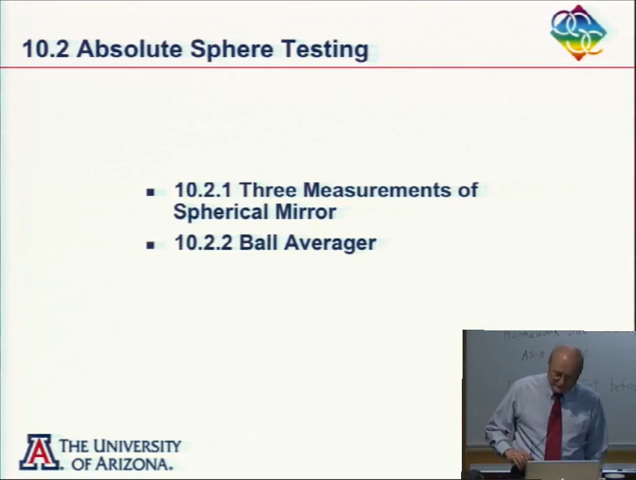 10.2 Absolute Sphere Testing
10.2.1 Three Measurements of
Spherical Mirror
10.2.2 Ball Averager
THE UNIVERSITY
OF ARIZONA.